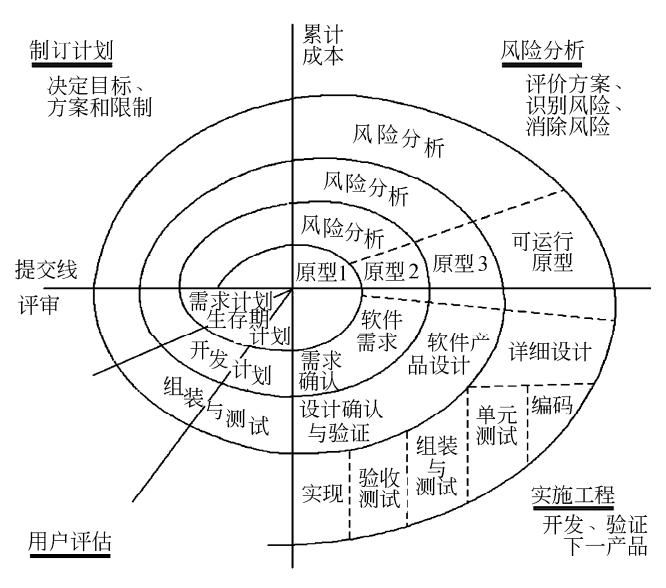 制订计划
决定目标、
方案和限制
累计
成本
风险分析
评价方案、
识别风险、
消除风险
风险分析
风险分析
风险分析
可运行
原型
原型1
原型2
原型3
提交线
评审
需求计划
生存期
计划
开发计划
组装与测试
软件
需求
需求
确认
软件产
品设计
详细设计
设计确认
与验证
实现
验收
测试
组装
与
测试
单元
测试
编码
实施工程
开发、验证
下一产品
用户评估